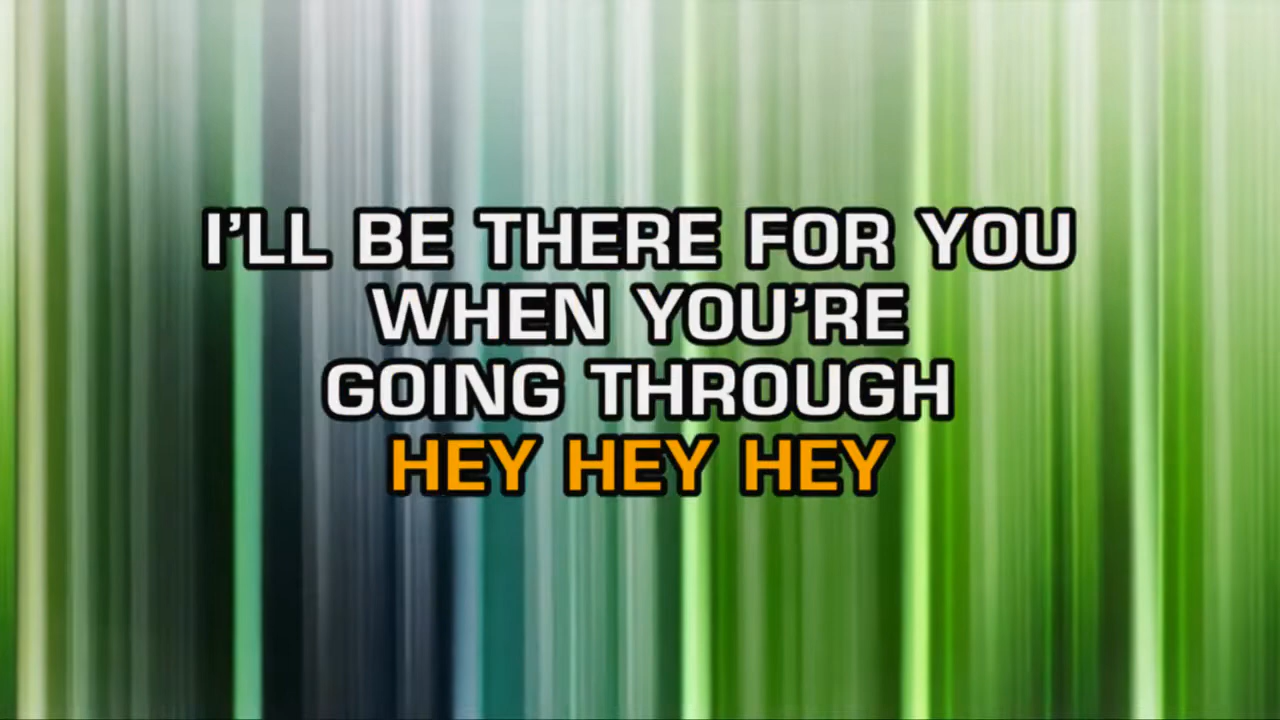 I'LL BE THERE FOR YOU
WHEN YOU'RE
GOING THROUGH
HEY HEY HEY